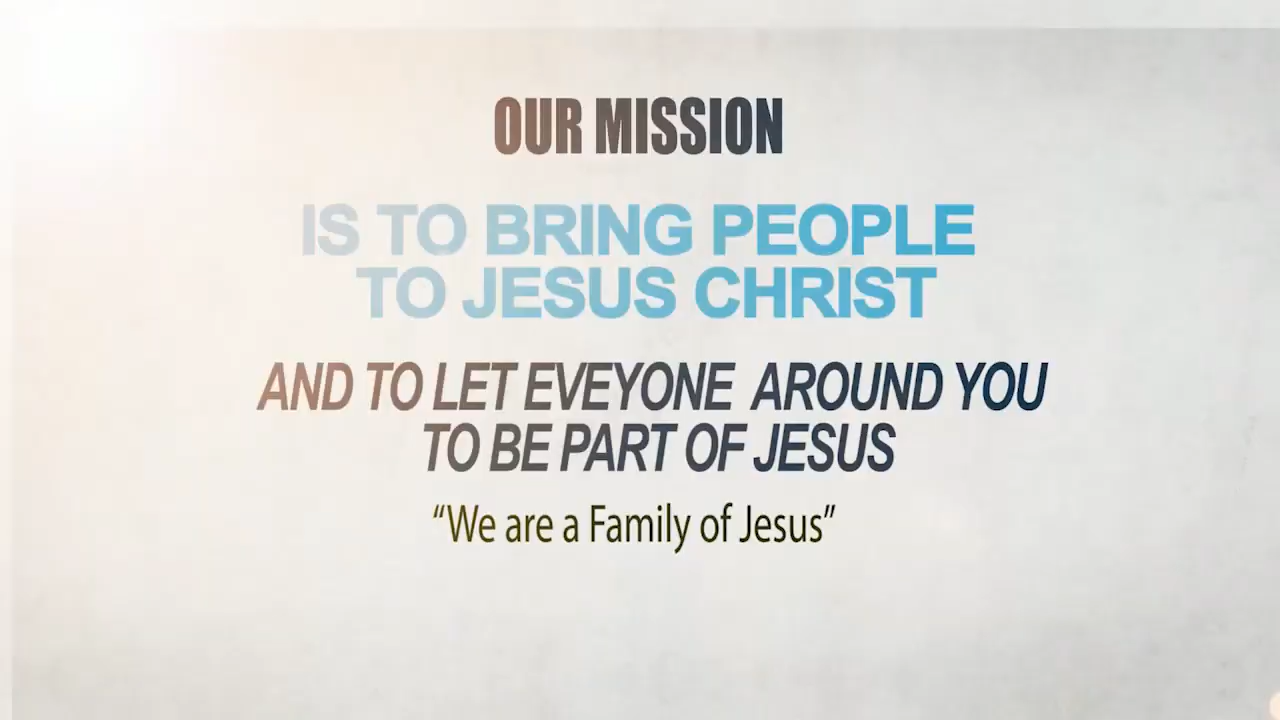 OUR MISSION
IS TO BRING PEOPLE
TO JESUS CHRIST
AND TO LET EVEYONE AROUND YOU
TO BE PART OF JESUS
“We are a Family of Jesus”